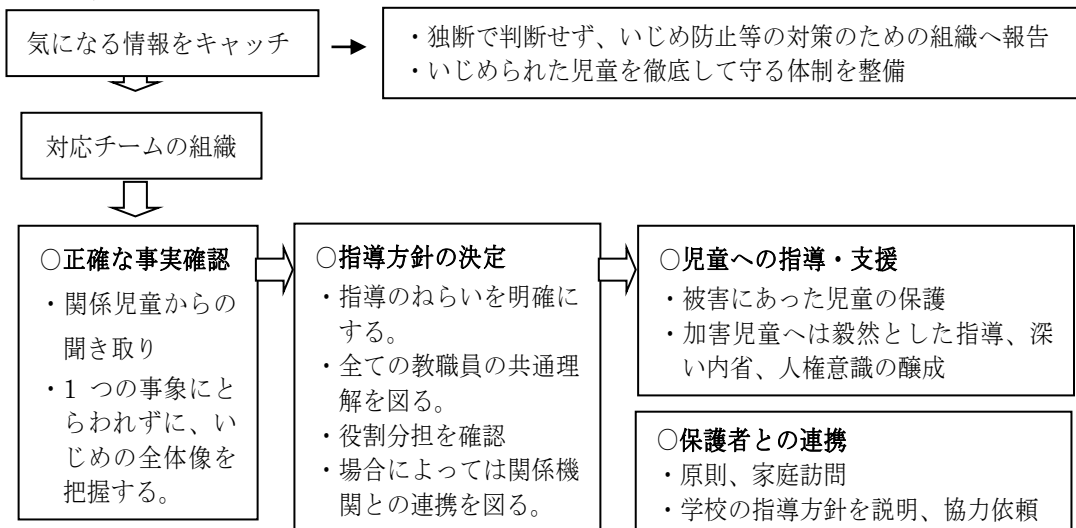 気になる情報をキャッチ
・独断で判断せず、いじめ防止等の対策のための組織へ報告
・いじめられた児童を徹底して守る体制を整備
対応チームの組織
○正確な事実確認
・関係児童からの
聞き取り
・1 つの事象にと
らわれずに、い
じめの全体像を
把握する。
○指導方針の決定
・指導のねらいを明確に
する。
・全ての教職員の共通理
解を図る。
・役割分担を確認
・場合によっては関係機
関との連携を図る。
○児童への指導・支援
・被害にあった児童の保護
・加害児童へは毅然とした指導、深
い内省、人権意識の醸成
○保護者との連携
・原則、家庭訪問
・学校の指導方針を説明、協力依頼